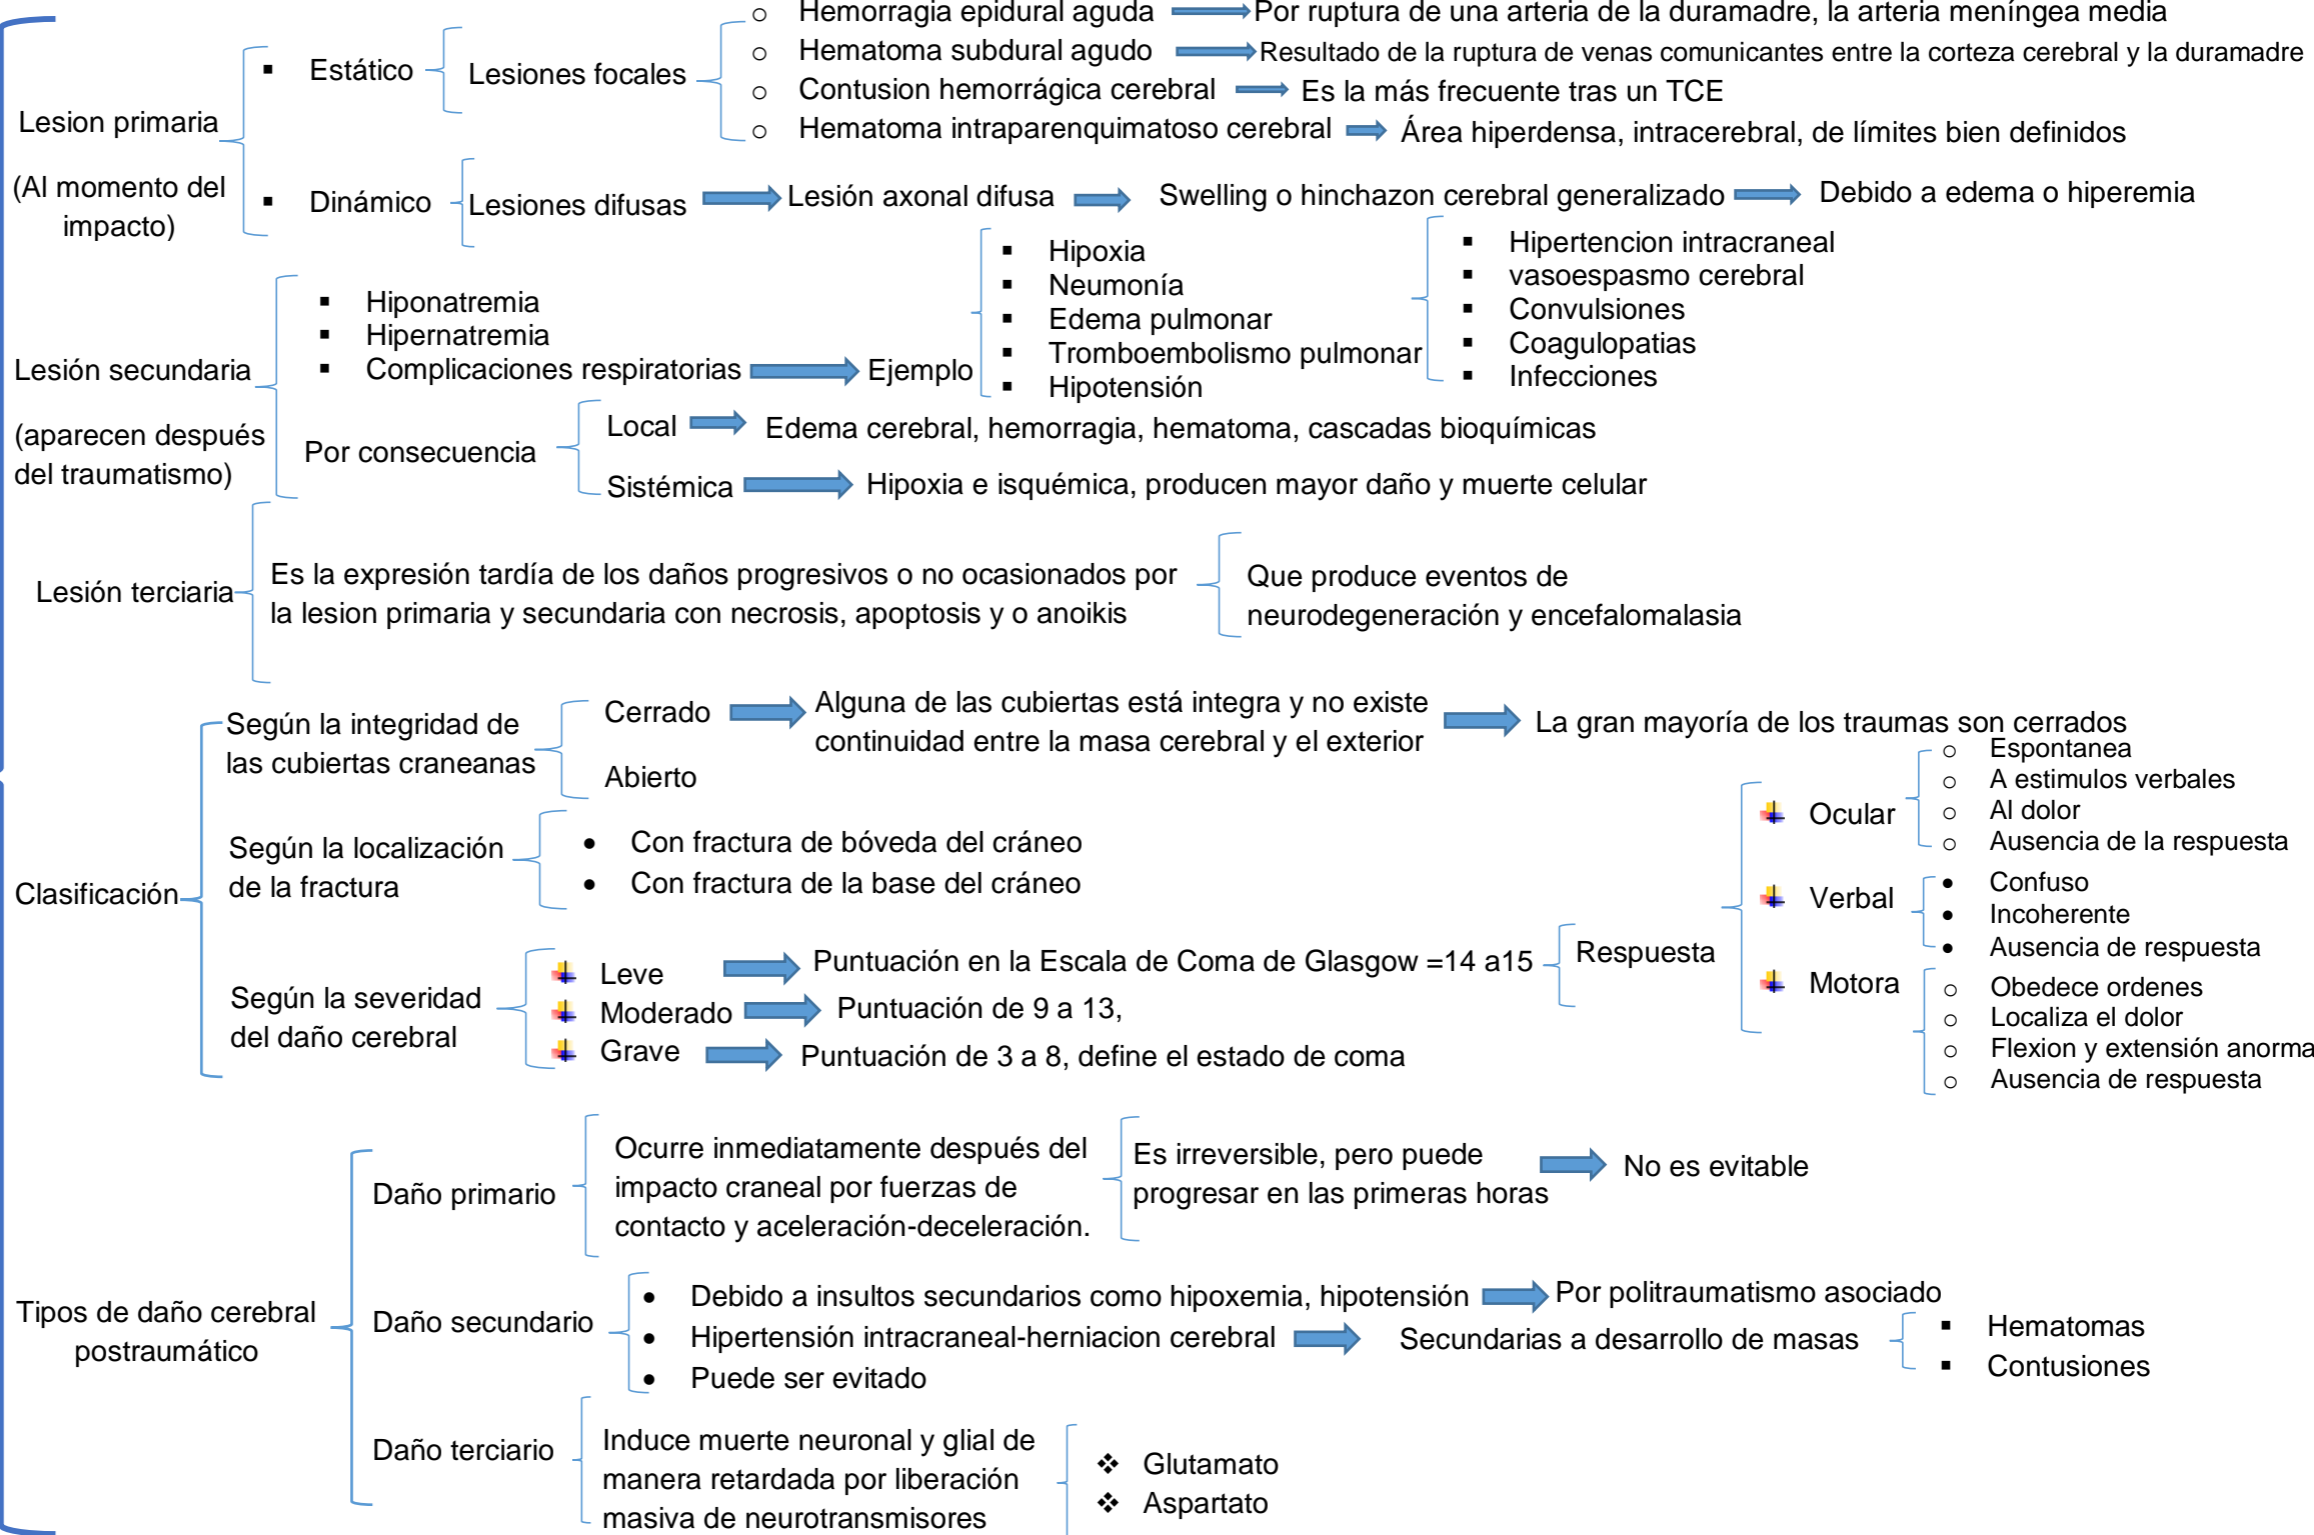 Hemorragia epidural aguda
Por ruptura de una arteria de la duramadre, la arteria meníngea media
Hematoma subdural agudo
Resultado de la ruptura de venas comunicantes entre la corteza cerebral y la duramadre
Estático
Lesiones focales
Contusion hemorrágica cerebral
Es la más frecuente tras un TCE
Hematoma intraparenquimatoso cerebral
Área hiperdensa, intracerebral, de límites bien definidos
Lesion primaria
(Al momento del
impacto)
Dinámico
Lesiones difusas
Lesión axonal difusa
Swelling o hinchazon cerebral generalizado
Debido a edema o hiperemia
Lesión secundaria
(aparecen después
del traumatismo)
Hiponatremia
Hipernatremia
Complicaciones respiratorias
Ejemplo
Hipoxia
Neumonía
Edema pulmonar
Tromboembolismo pulmonar
Hipotensión
Hipertencion intracraneal
vasoespasmo cerebral
Convulsiones
Coagulopatias
Infecciones
Por consecuencia
Local
Edema cerebral, hemorragia, hematoma, cascadas bioquímicas
Sistémica
Hipoxia e isquémica, producen mayor daño y muerte celular
Lesión terciaria
Es la expresión tardía de los daños progresivos o no ocasionados por
la lesion primaria y secundaria con necrosis, apoptosis y o anoikis
Que produce eventos de
neurodegeneración y encefalomalasia
Clasificación
Según la integridad de
las cubiertas craneanas
Cerrado
Alguna de las cubiertas está integra y no existe
continuidad entre la masa cerebral y el exterior
La gran mayoría de los traumas son cerrados
Abierto
Según la localización
de la fractura
Con fractura de bóveda del cráneo
Con fractura de la base del cráneo
Según la severidad
del daño cerebral
Leve
Puntuación en la Escala de Coma de Glasgow =14 a15
Moderado
Puntuación de 9 a 13,
Grave
Puntuación de 3 a 8, define el estado de coma
Respuesta
Ocular
Espontanea
A estimulos verbales
Al dolor
Ausencia de la respuesta
Verbal
Confuso
Incoherente
Ausencia de respuesta
Motora
Obedece ordenes
Localiza el dolor
Flexion y extensión anorma
Ausencia de respuesta
Tipos de daño cerebral
postraumático
Daño primario
Ocurre inmediatamente después del
impacto craneal por fuerzas de
contacto y aceleración-deceleración.
Es irreversible, pero puede
progresar en las primeras horas
No es evitable
Daño secundario
Debido a insultos secundarios como hipoxemia, hipotensión
Por politraumatismo asociado
Hipertensión intracraneal-herniacion cerebral
Secundarias a desarrollo de masas
Hematomas
Contusiones
Puede ser evitado
Daño terciario
Induce muerte neuronal y glial de
manera retardada por liberación
masiva de neurotransmisores
Glutamato
Aspartato